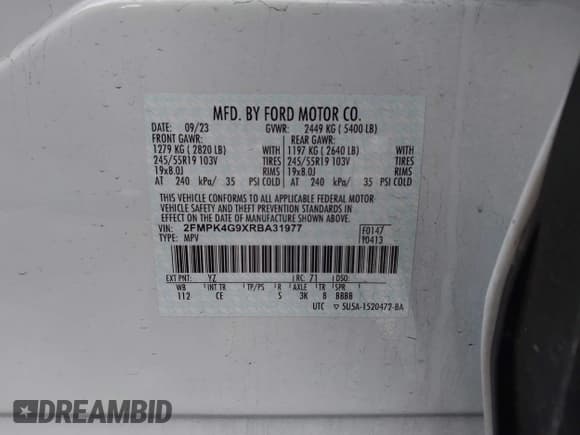 MFD. BY FORD MOTOR CO.
DATE: 09/23 GVWR: 2449 KG ( 5400 LB)
FRONT GAWR: REAR GAWR:
1279 KG ( 2820 LB) WITH 1197 KG ( 2640 LB) WITH
245/55R19 103V TIRES 245/55R19 103V TIRES
19x8.0J RIMS 19x8.0J RIMS
AT 240 kPa/ 35 PSI COLD AT 240 kPa/ 35 PSI COLD
THIS VEHICLE CONFORMS TO ALL APPLICABLE FEDERAL MOTOR
VEHICLE SAFETY AND THEFT PREVENTION STANDARDS IN
EFFECT ON THE DATE OF MANUFACTURE SHOWN ABOVE.
VIN: 2FMPK4G9XRBA31977 F0147
TYPE: MPV T0413
EXT PNT: YZ RC: 71 DSO:
WB INT TR TP/PS R AXLE TR SPR
112 CE S 3K 8 BBBB
UTC ▽ 5U5A-1520472-BA
DREAMBID